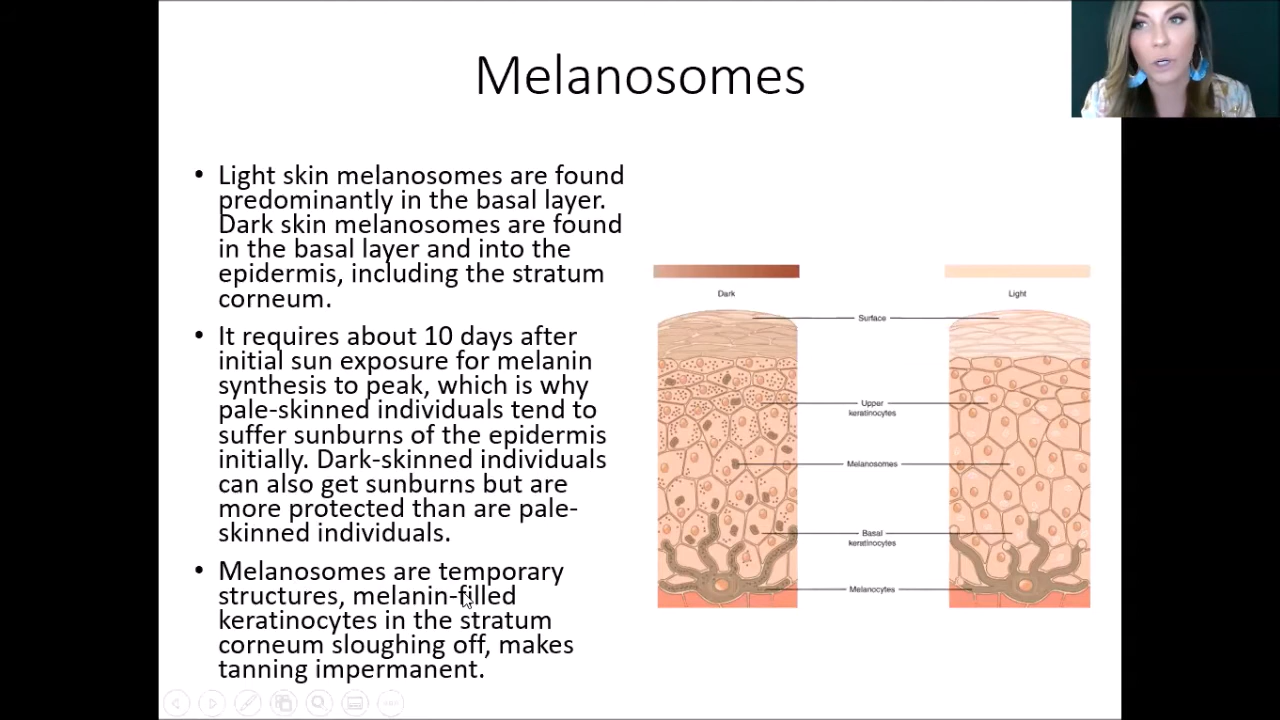 Melanosomes
• Light skin melanosomes are found
predominantly in the basal layer.
Dark skin melanosomes are found
in the basal layer and into the
epidermis, including the stratum
corneum.
• It requires about 10 days after
initial sun exposure for melanin
synthesis to peak, which is why
pale-skinned individuals tend to
suffer sunburns of the epidermis
initially. Dark-skinned individuals
can also get sunburns but are
more protected than are pale-
skinned individuals.
• Melanosomes are temporary
structures, melanin-filled
keratinocytes in the stratum
corneum sloughing off, makes
tanning impermanent.
Dark
Light
Surface
Upper
keratinocytes
Melanosomes
Basal
keratinocytes
Melanocytes